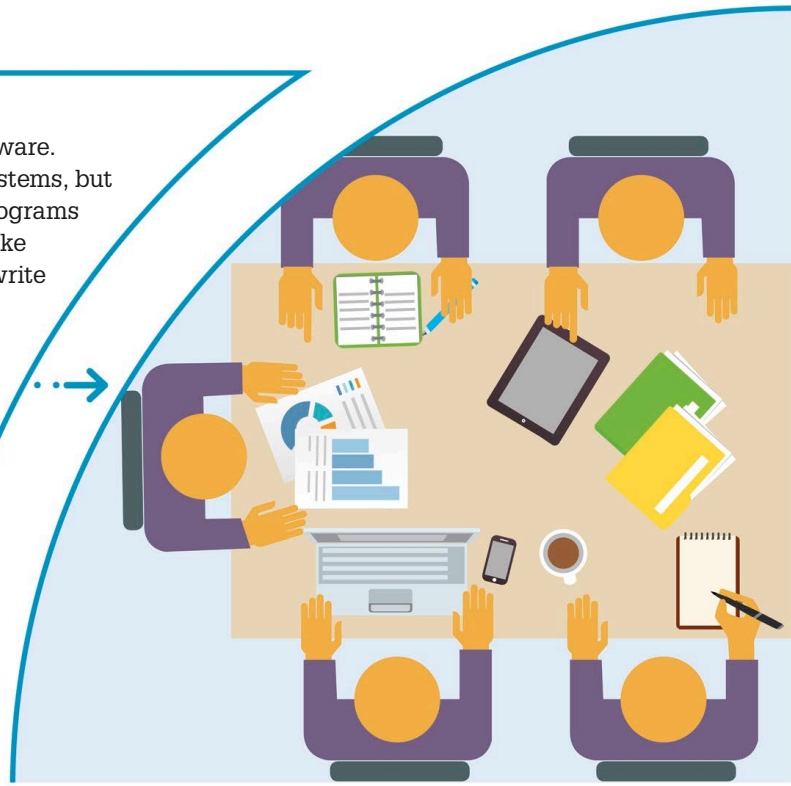 ware.
stems, but
ograms
ke
write